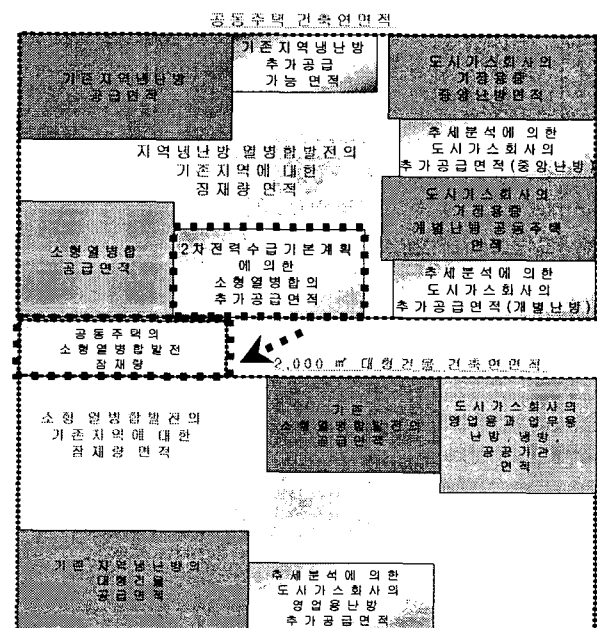 공동주택 건축연면적
기존지역냉난방
공급면적
기존지역냉난방
추가공급
가능 면적
도시가스회사의
가정용중
중앙난방면적
추세분석에 의한
도시가스회사의
추가공급면적(중앙난방)
지역냉난방 열병합발전의
기존지역에 대한
잠재량 면적
도시가스회사의
가정용중
개별난방 공동주택
면적
소형열병합
공급면적
2차전력수급기본계획
에 의한
소형열병합의
추가공급면적
추세분석에 의한
도시가스회사의
추가공급면적(개별난방)
공동주택의
소형열병합발전
잠재량
2,000 ㎡ 대형건물 건축연면적
소형 열병합발전의
기존지역에 대한
잠재량 면적
기존
소형열병합발전의
공급면적
도시가스회사의
영업용과 업무용
난방, 냉방,
공공기관
면적
기존 지역냉난방의
대형건물
공급면적
추세분석에 의한
도시가스회사의
영업용난방
추가공급면적